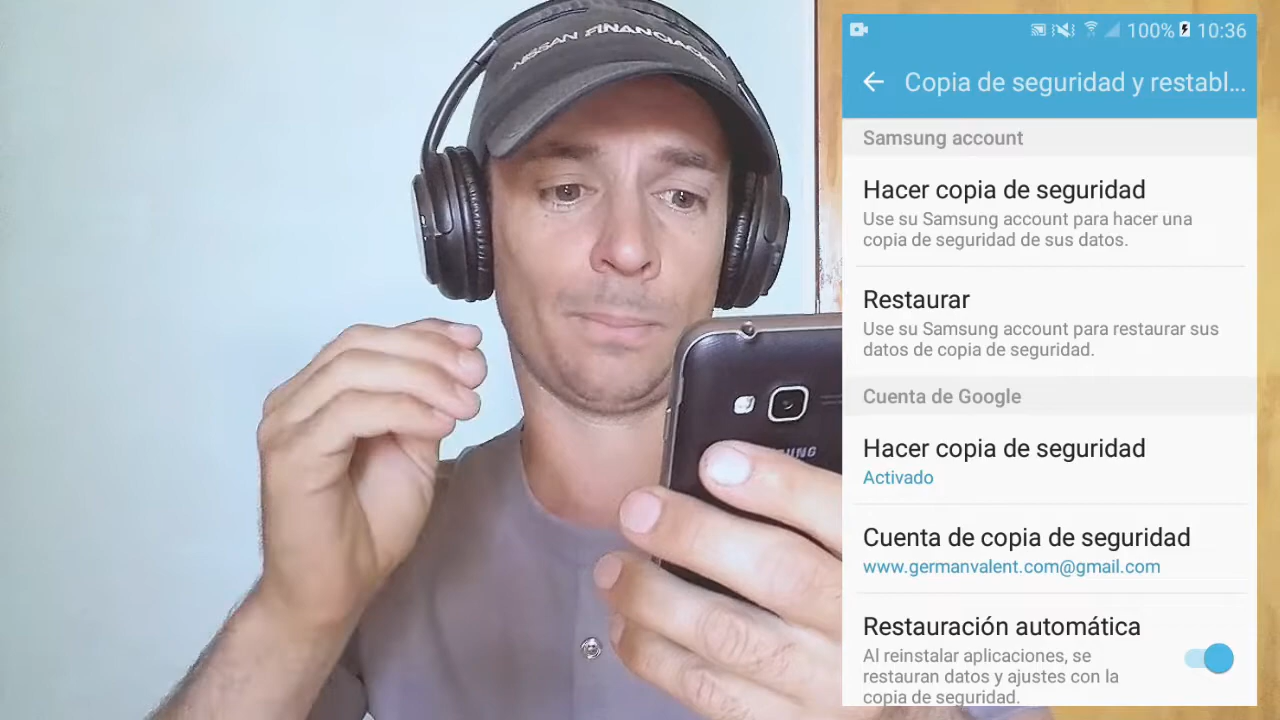 NISSAN FINANCIACIÓN
100% 10:36
Copia de seguridad y restabl...
Samsung account
Hacer copia de seguridad
Use su Samsung account para hacer una
copia de seguridad de sus datos.
Restaurar
Use su Samsung account para restaurar sus
datos de copia de seguridad.
Cuenta de Google
Hacer copia de seguridad
Activado
Cuenta de copia de seguridad
www.germanvalent.com@gmail.com
Restauración automática
Al reinstalar aplicaciones, se
restauran datos y ajustes con la
copia de seguridad.